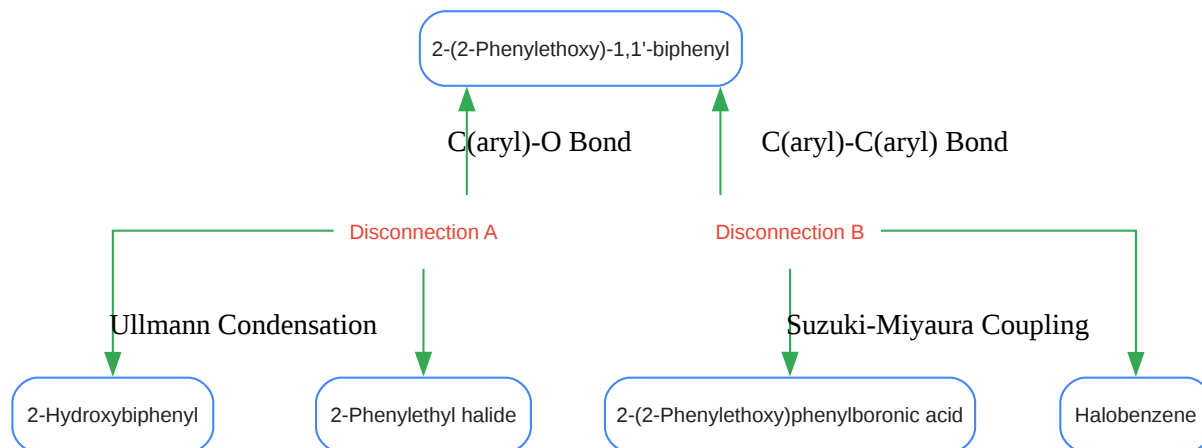 2-(2-Phenylethoxy)-1,1'-biphenyl
C(aryl)-O Bond
C(aryl)-C(aryl) Bond
Disconnection A
Disconnection B
Ullmann Condensation
Suzuki-Miyaura Coupling
2-Hydroxybiphenyl
2-Phenylethyl halide
2-(2-Phenylethoxy)phenylboronic acid
Halobenzene